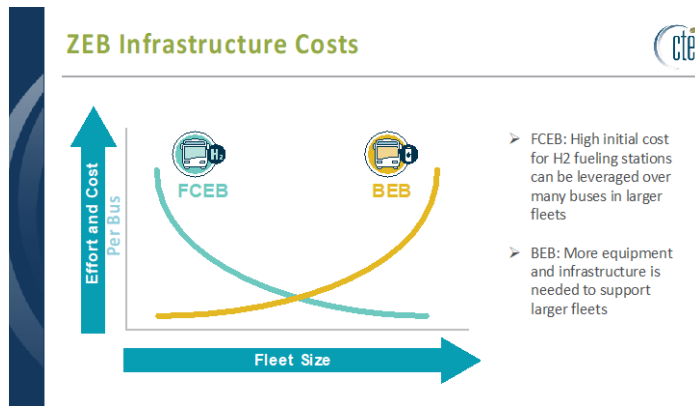 ZEB Infrastructure Costs
cte
Effort and Cost
Per Bus
H2
FCEB
BEB
Fleet Size
➢ FCEB: High initial cost
for H2 fueling stations
can be leveraged over
many buses in larger
fleets
➢ BEB: More equipment
and infrastructure is
needed to support
larger fleets